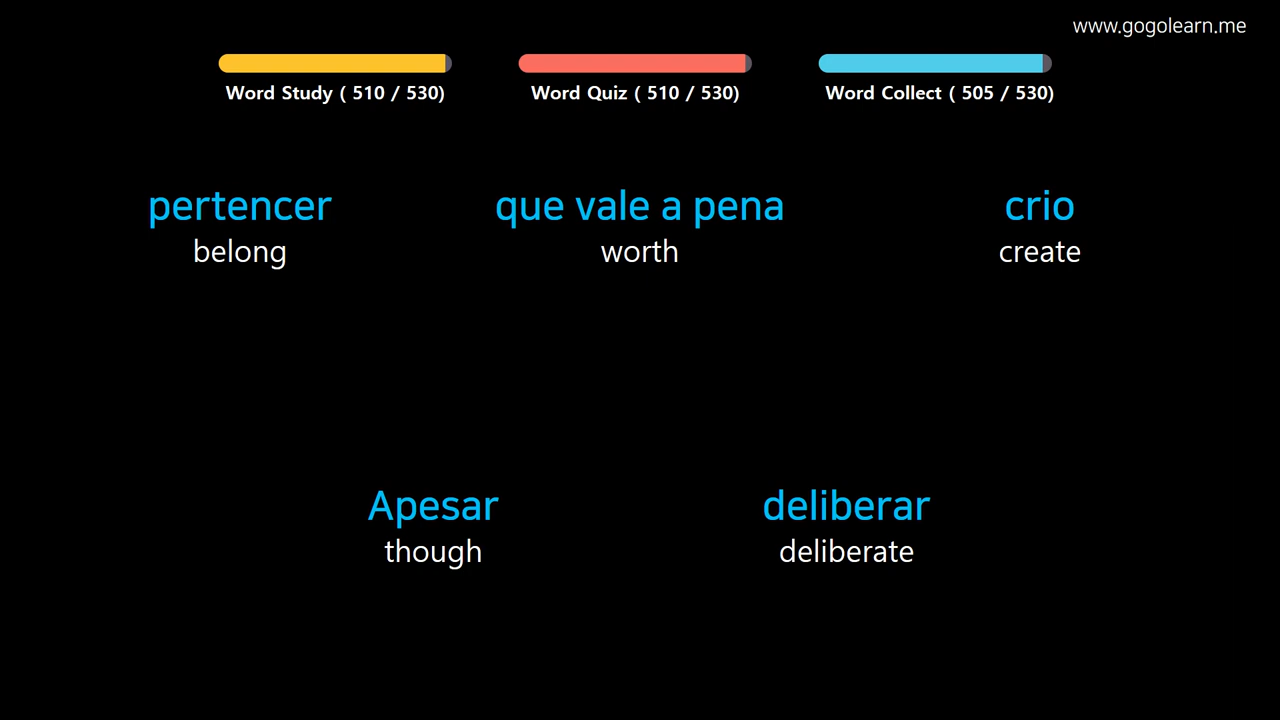 www.gogolearn.me
Word Study ( 510 / 530)
Word Quiz ( 510 / 530)
Word Collect ( 505 / 530)
pertencer
belong
que vale a pena
worth
crio
create
Apesar
though
deliberar
deliberate